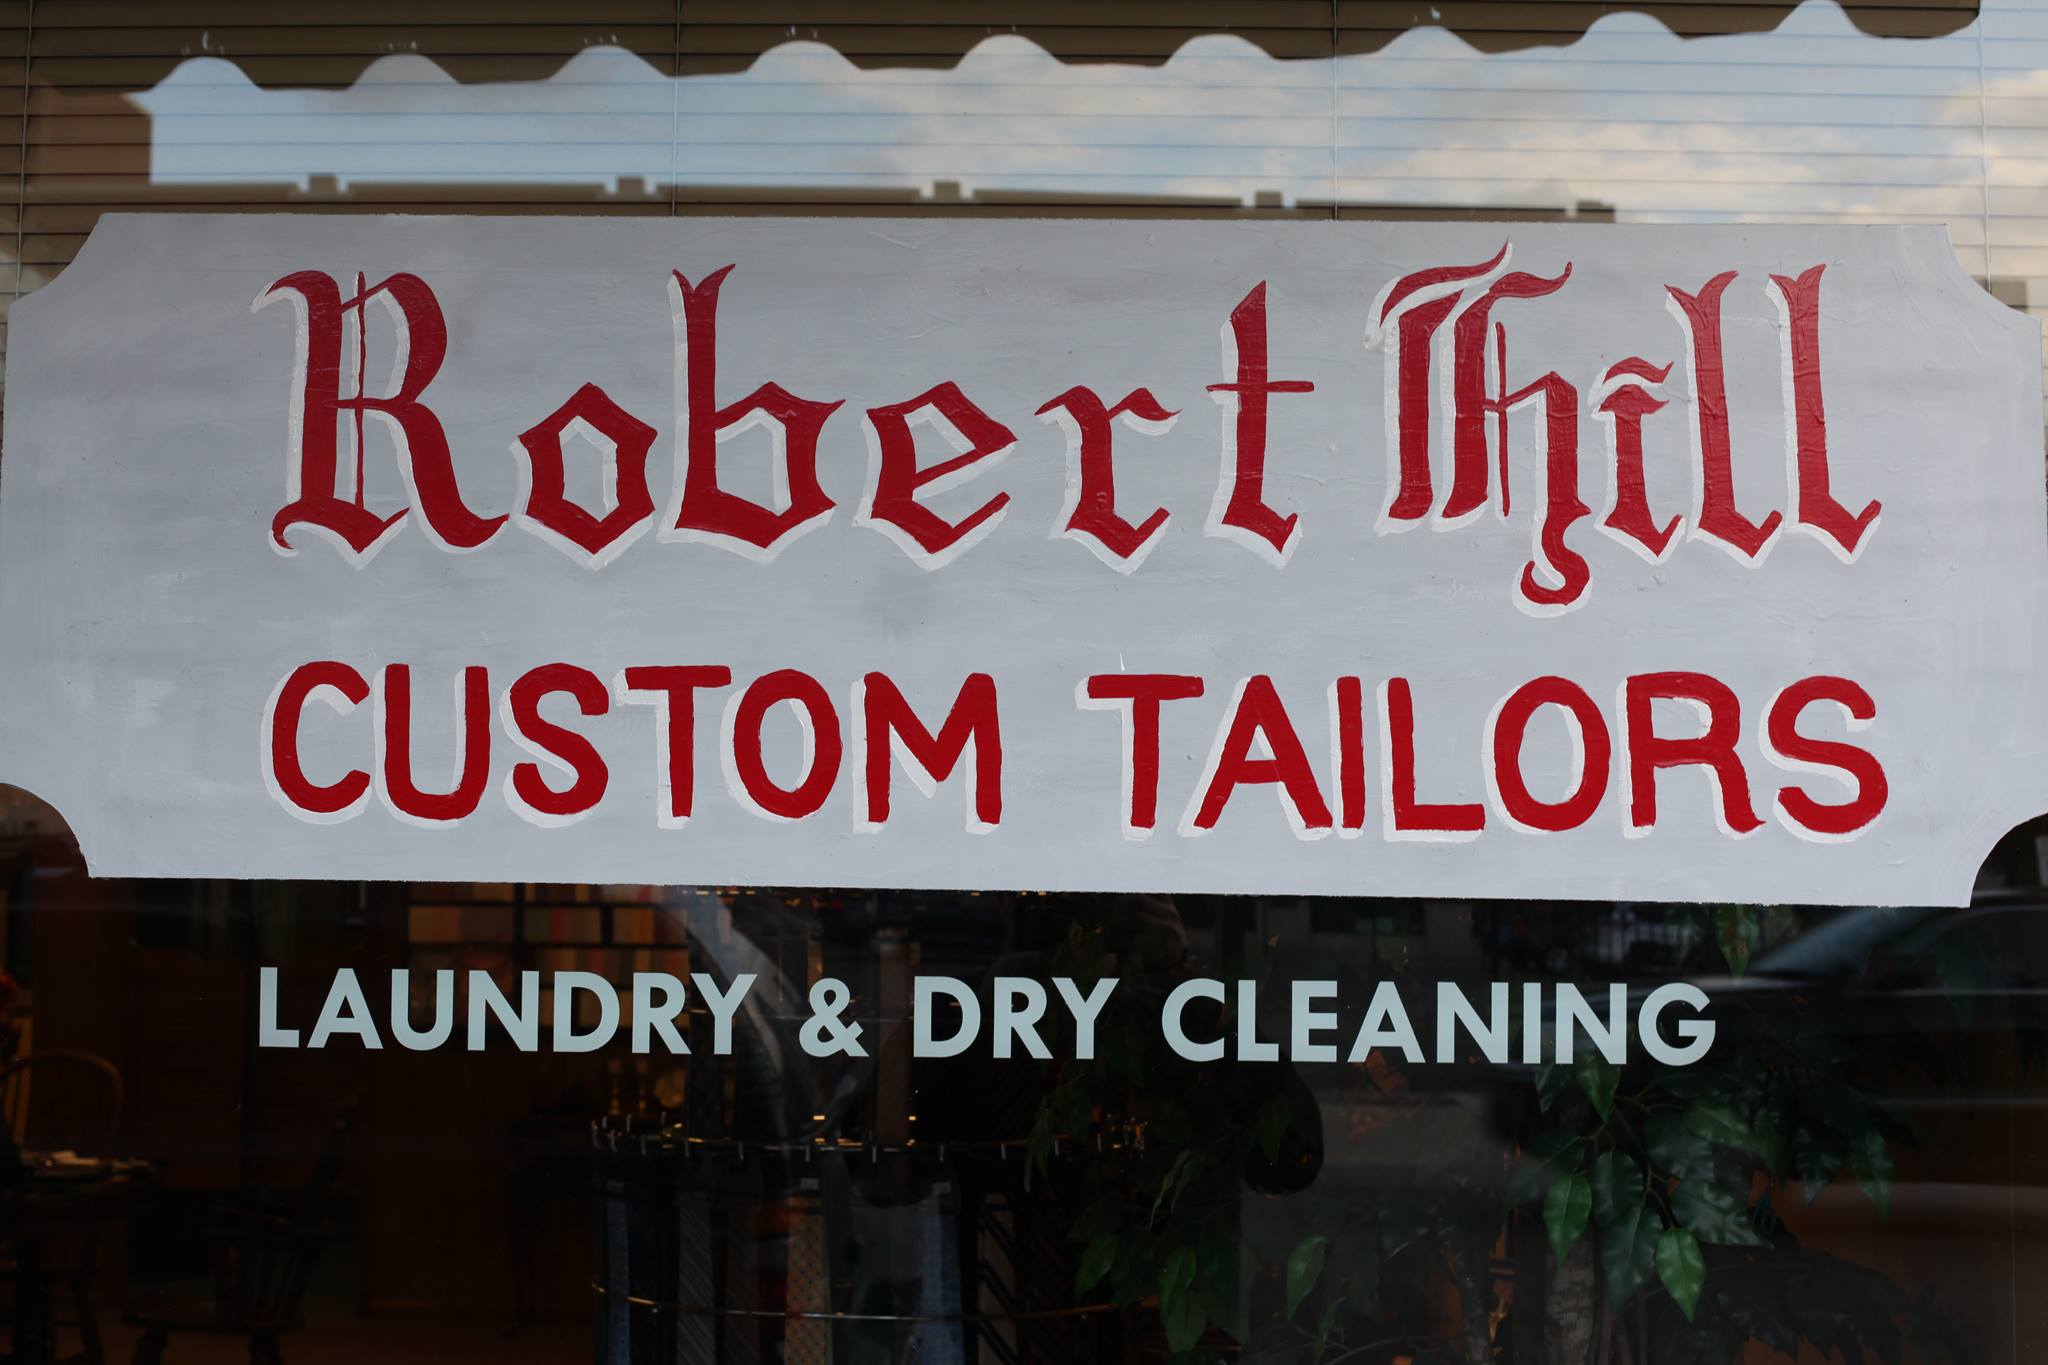 Robert Hill
CUSTOM TAILORS
LAUNDRY & DRY CLEANING